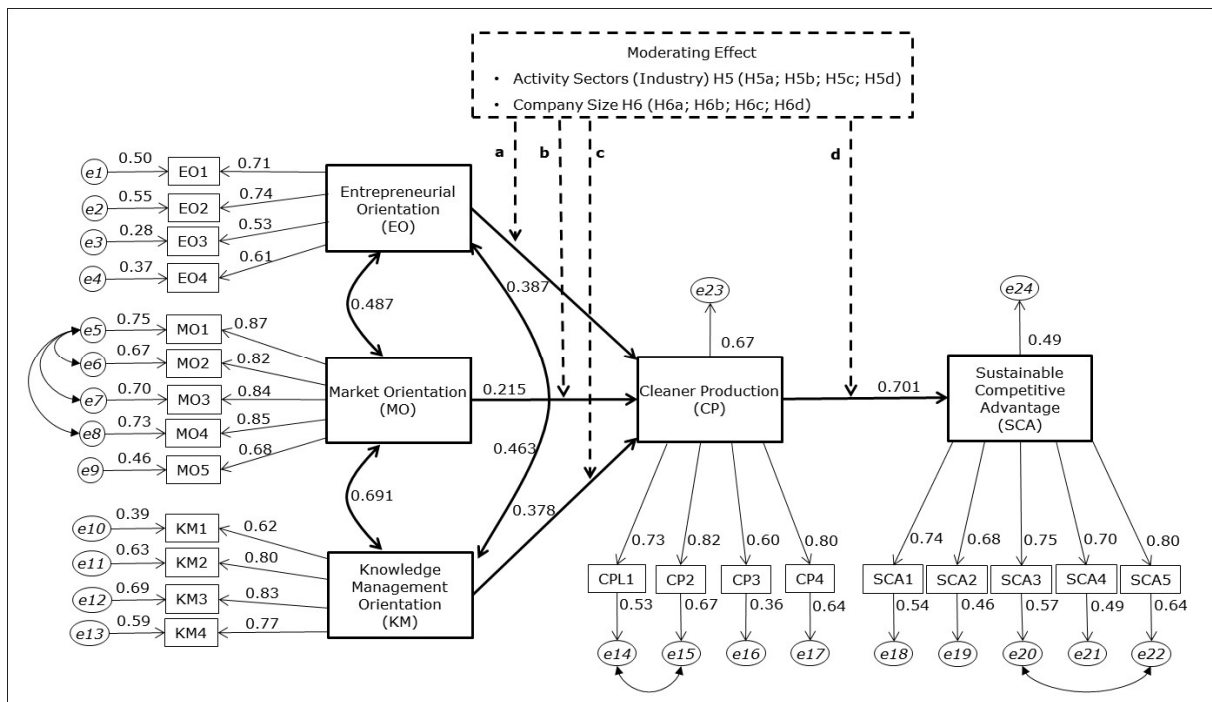 Moderating Effect
• Activity Sectors (Industry) H5 (H5a; H5b; H5c; H5d)
• Company Size H6 (H6a; H6b; H6c; H6d)
a
b
c
d
e1 0.50 EO1 0.71
e2 0.55 EO2 0.74
e3 0.28 EO3 0.53
e4 0.37 EO4 0.61
Entrepreneurial
Orientation
(EO)
0.487
0.387
e5 0.75 MO1 0.87
e6 0.67 MO2 0.82
e7 0.70 MO3 0.84
e8 0.73 MO4 0.85
e9 0.46 MO5 0.68
Market Orientation
(MO)
0.215
0.691
0.463
0.378
e10 0.39 KM1 0.62
e11 0.63 KM2 0.80
e12 0.69 KM3 0.83
e13 0.59 KM4 0.77
Knowledge
Management
Orientation
(KM)
e23
0.67
Cleaner Production
(CP)
0.701
e24
0.49
Sustainable
Competitive
Advantage
(SCA)
0.73 0.82 0.60 0.80
CPL1 CP2 CP3 CP4
0.53 0.67 0.36 0.64
e14 e15 e16 e17
0.74 0.68 0.75 0.70 0.80
SCA1 SCA2 SCA3 SCA4 SCA5
0.54 0.46 0.57 0.49 0.64
e18 e19 e20 e21 e22